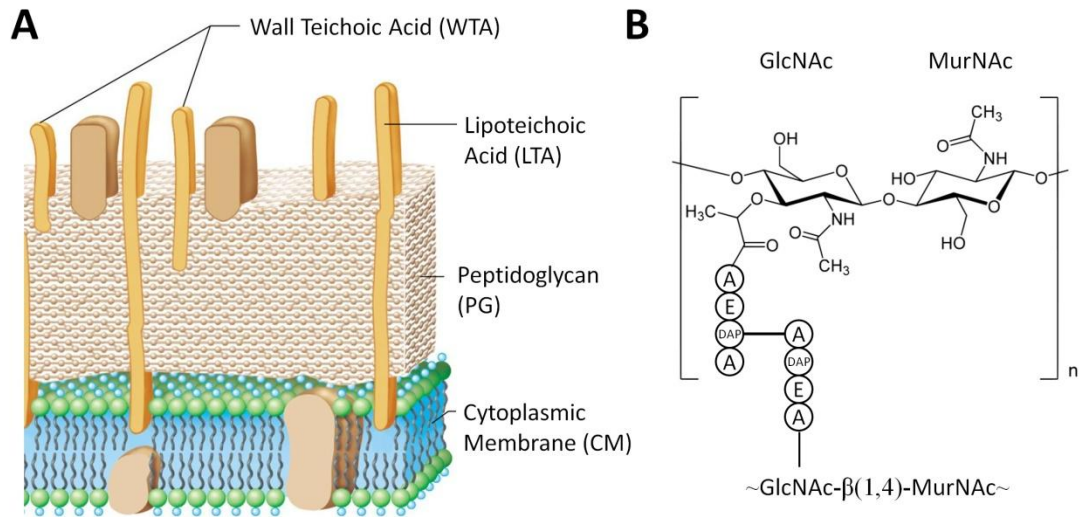 A
Wall Teichoic Acid (WTA)
Lipoteichoic
Acid (LTA)
Peptidoglycan
(PG)
Cytoplasmic
Membrane (CM)
B
GlcNAc MurNAc
CH₃
O
NH
OH
O
O
HO
O
O
H₃C
O
NH
O
O
O
HO
O
CH₃
A
E
DAP A
A DAP
E
A
n
~GlcNAc-β(1,4)-MurNAc~